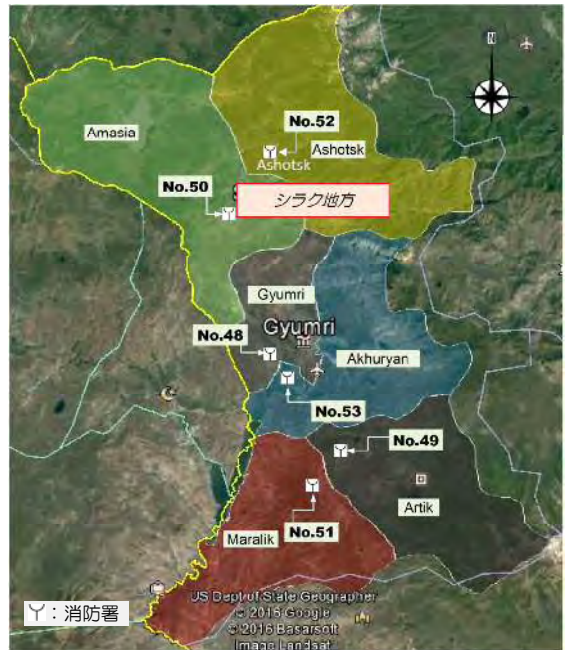 N
Amasia
No.52
Ashotsk
Ashotsk
No.50
シラク地方
Gyumri
Gyumri
No.48
Akhuryan
No.53
No.49
Artik
No.51
Maralik
US Dept of State Geographer
© 2016 Google
© 2016 Basarsoft
Image Landsat
：消防署